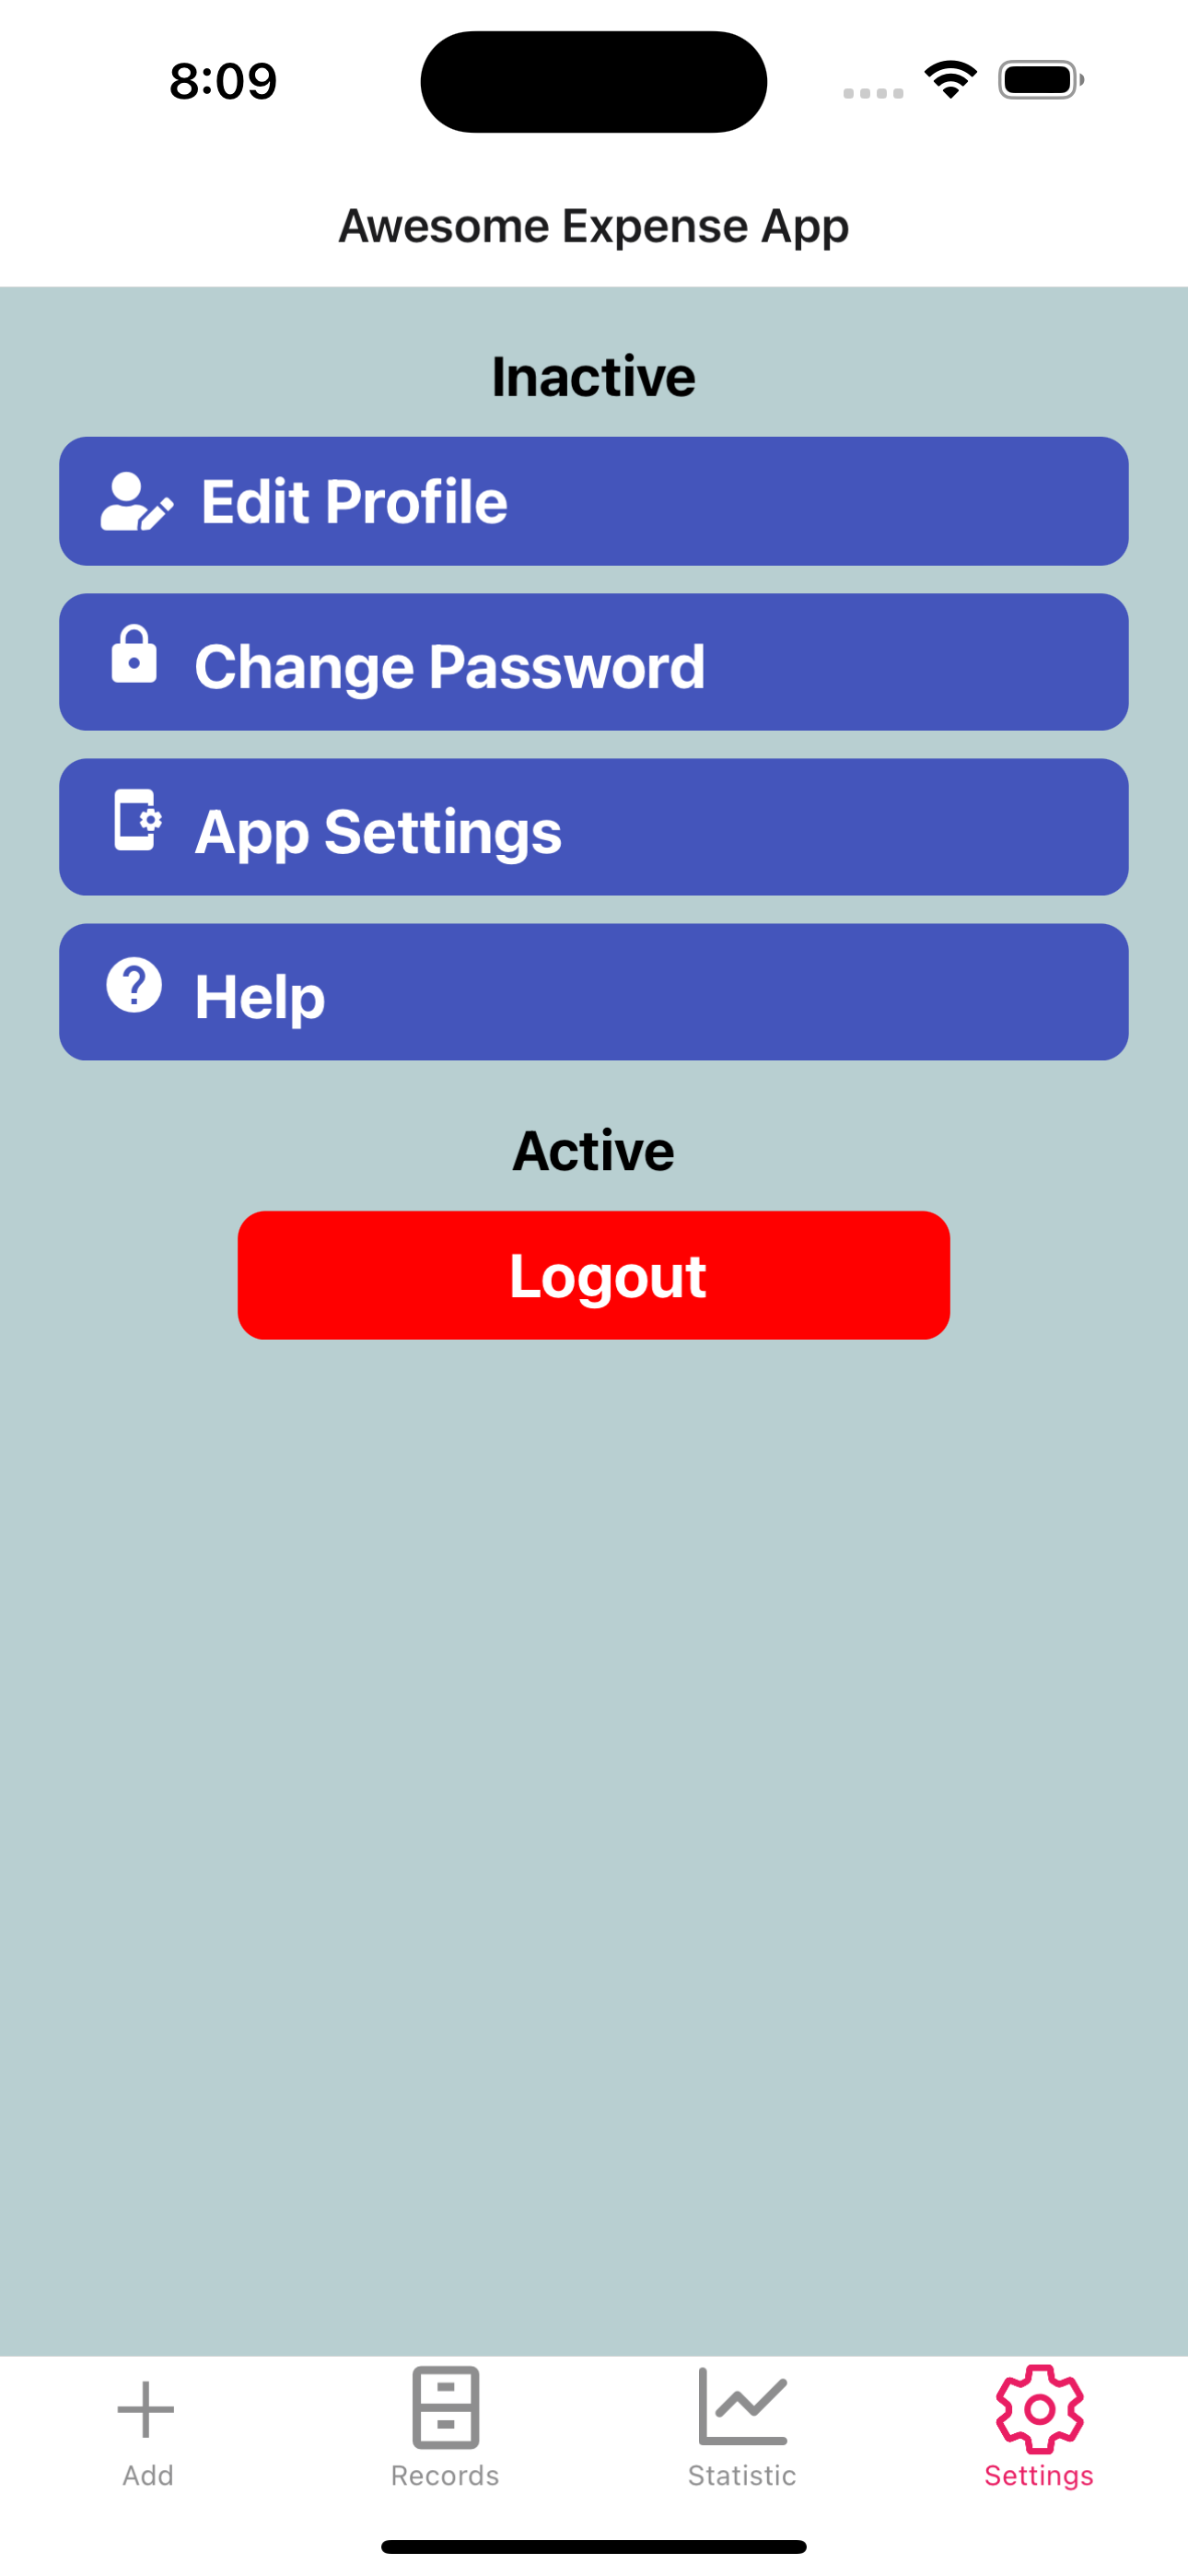 8:09
Awesome Expense App
Inactive
Edit Profile
Change Password
App Settings
Help
Active
Logout
Add
Records
Statistic
Settings